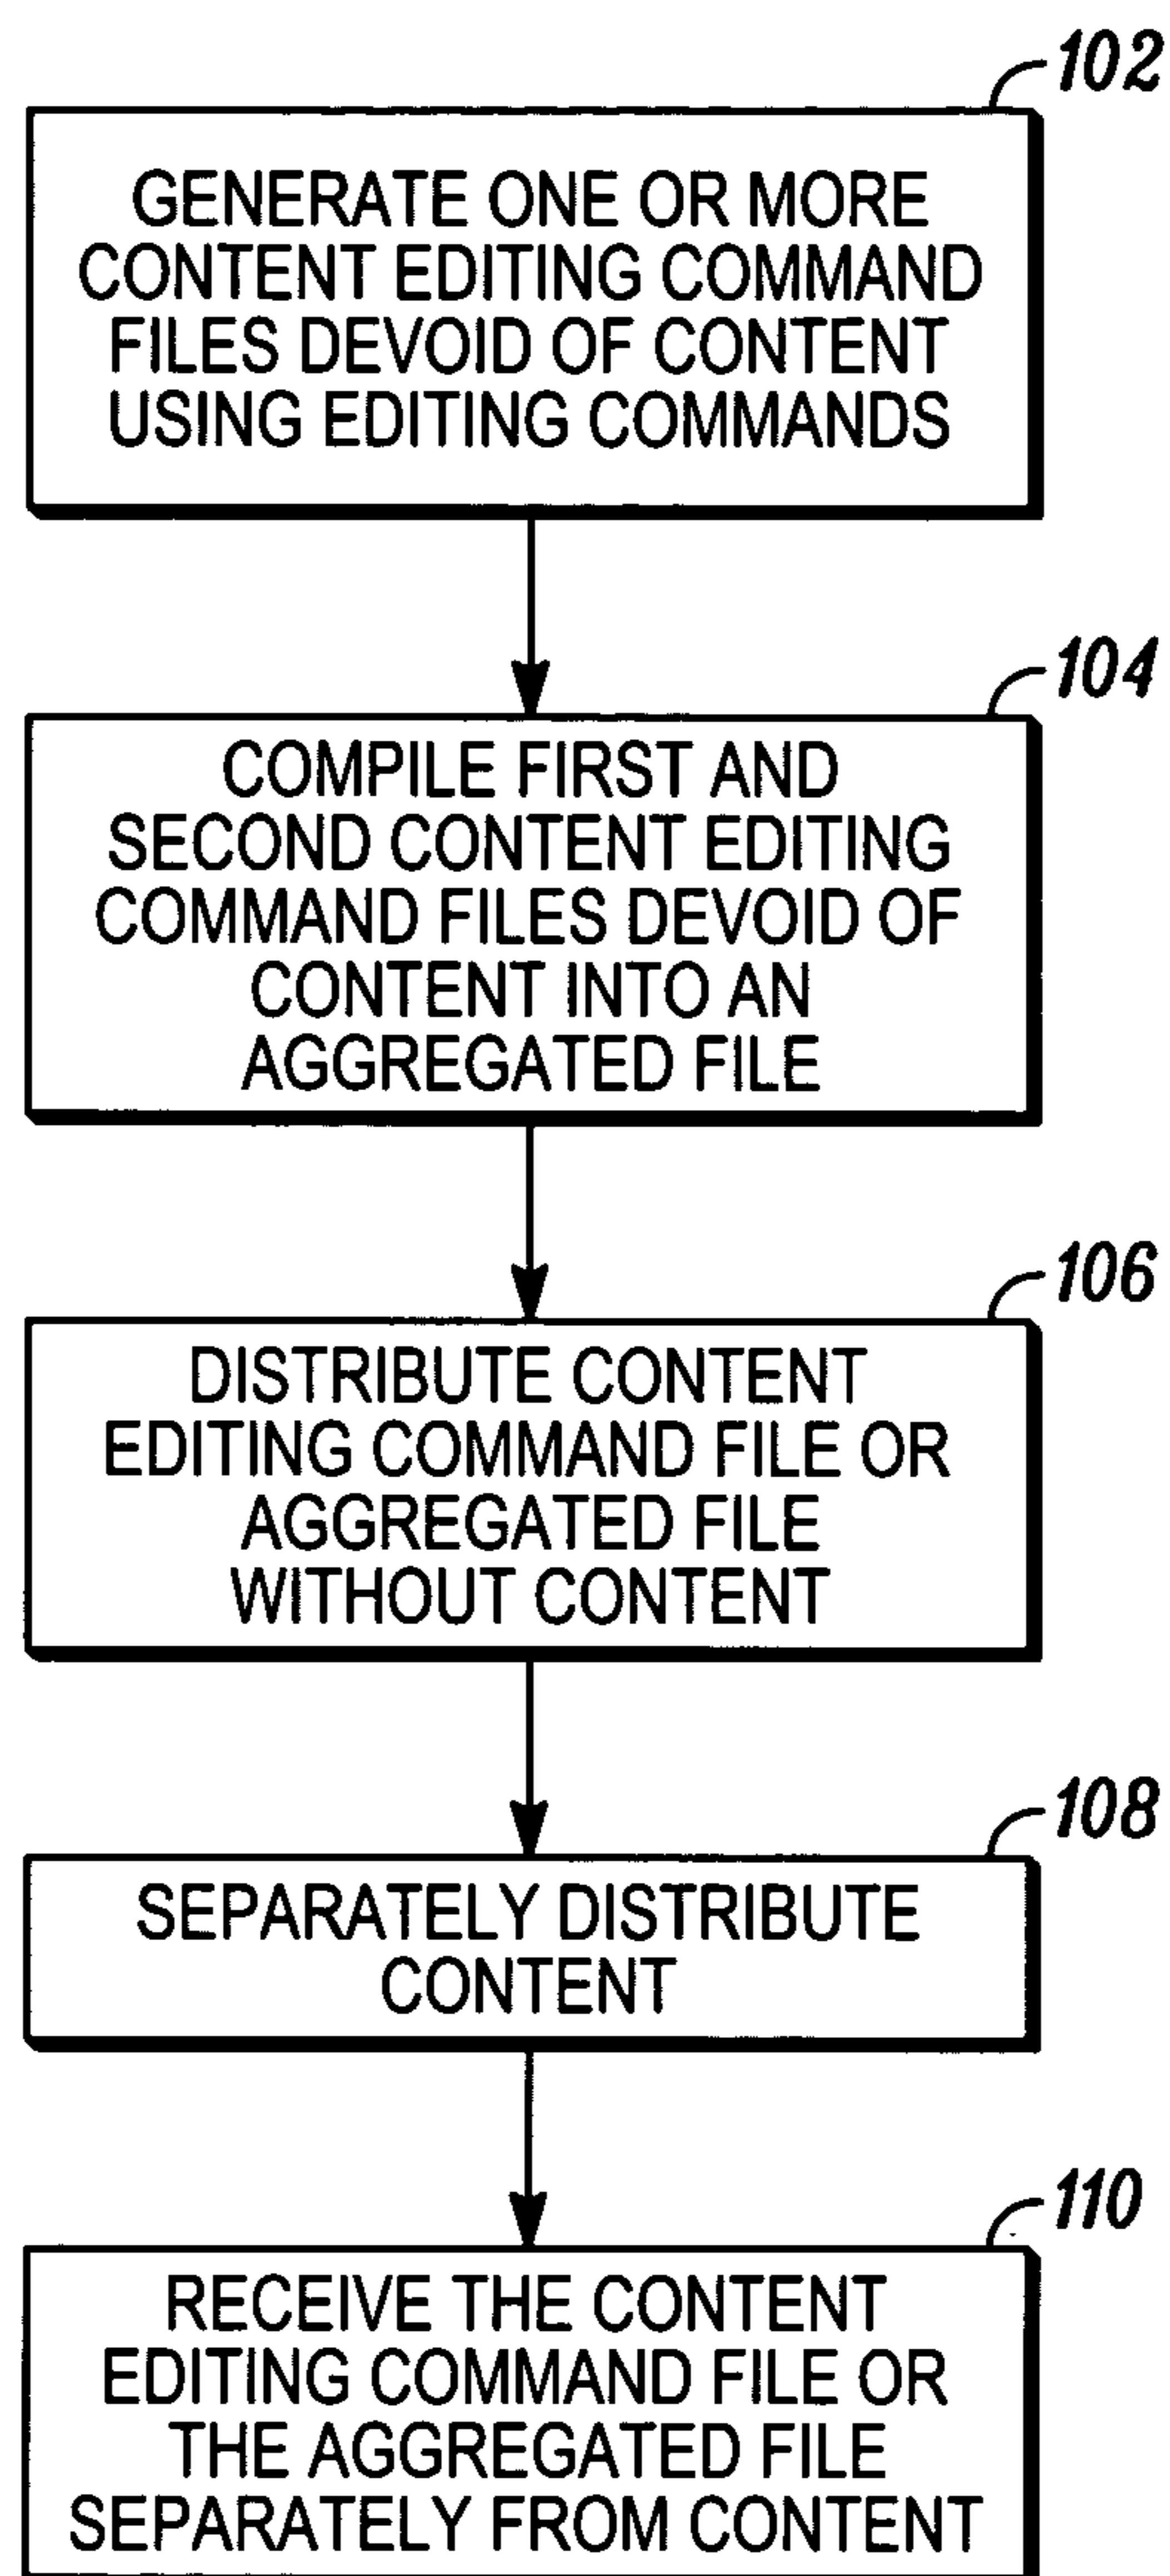 102
GENERATE ONE OR MORE
CONTENT EDITING COMMAND
FILES DEVOID OF CONTENT
USING EDITING COMMANDS
104
COMPILE FIRST AND
SECOND CONTENT EDITING
COMMAND FILES DEVOID OF
CONTENT INTO AN
AGGREGATED FILE
106
DISTRIBUTE CONTENT
EDITING COMMAND FILE OR
AGGREGATED FILE
WITHOUT CONTENT
108
SEPARATELY DISTRIBUTE
CONTENT
110
RECEIVE THE CONTENT
EDITING COMMAND FILE OR
THE AGGREGATED FILE
SEPARATELY FROM CONTENT